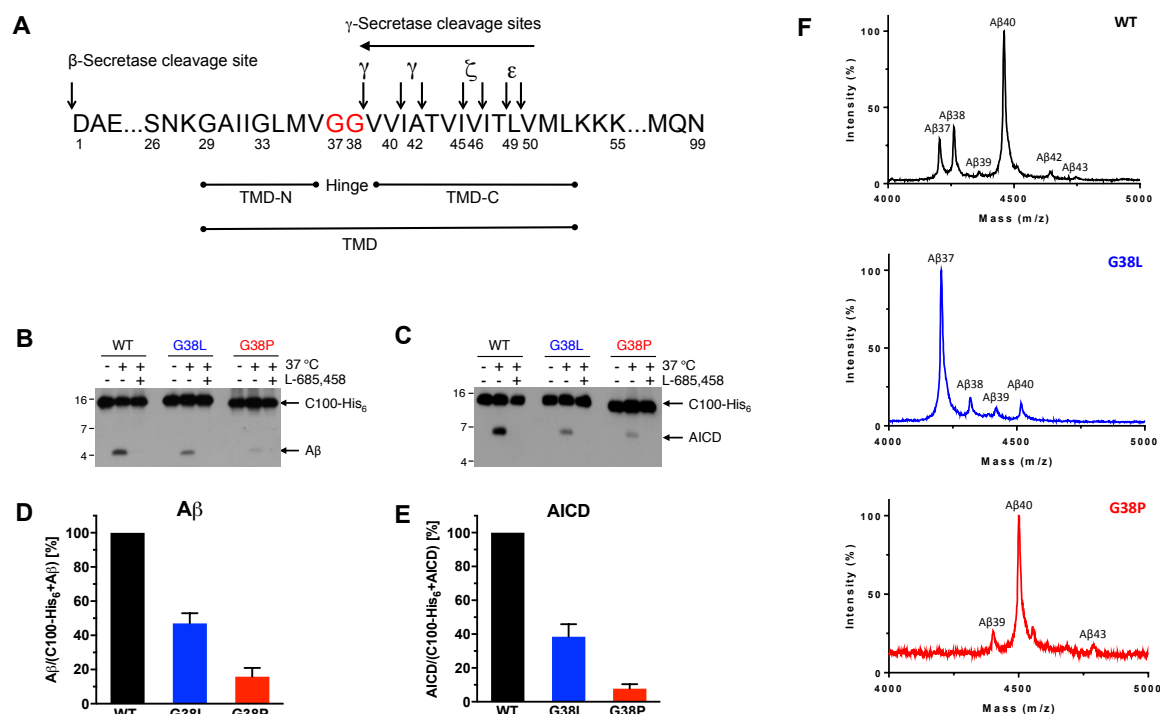 A
γ-Secretase cleavage sites
β-Secretase cleavage site
γ γ ζ ε
DAE...SNKGAIIGLMVGGVVIATVIVITLVMLKKK...MQN
1 26 29 33 37 38 40 42 45 46 49 50 55 99
TMD-N Hinge TMD-C
TMD
B
WT G38L G38P
- + + - + + - + + 37 °C
+ + + L-685,458
16 C100-His6
7
4 Aβ
C
WT G38L G38P
- + + - + + - + + 37 °C
+ + + L-685,458
16 C100-His6
7 AICD
4
D
Aβ
Aβ/(C100-His6+Aβ) [%]
100
80
60
40
20
0
WT G38L G38P
E
AICD
AICD/(C100-His6+AICD) [%]
100
80
60
40
20
0
WT G38L G38P
F
WT
Aβ40
Aβ38
Aβ37
Aβ39
Aβ42
Aβ43
Intensity (%)
100
50
0
4000 4500 5000
Mass (m/z)
G38L
Aβ37
Aβ38
Aβ39
Aβ40
Intensity (%)
100
50
0
4000 4500 5000
Mass (m/z)
G38P
Aβ40
Aβ39
Aβ43
Intensity (%)
100
50
0
4000 4500 5000
Mass (m/z)